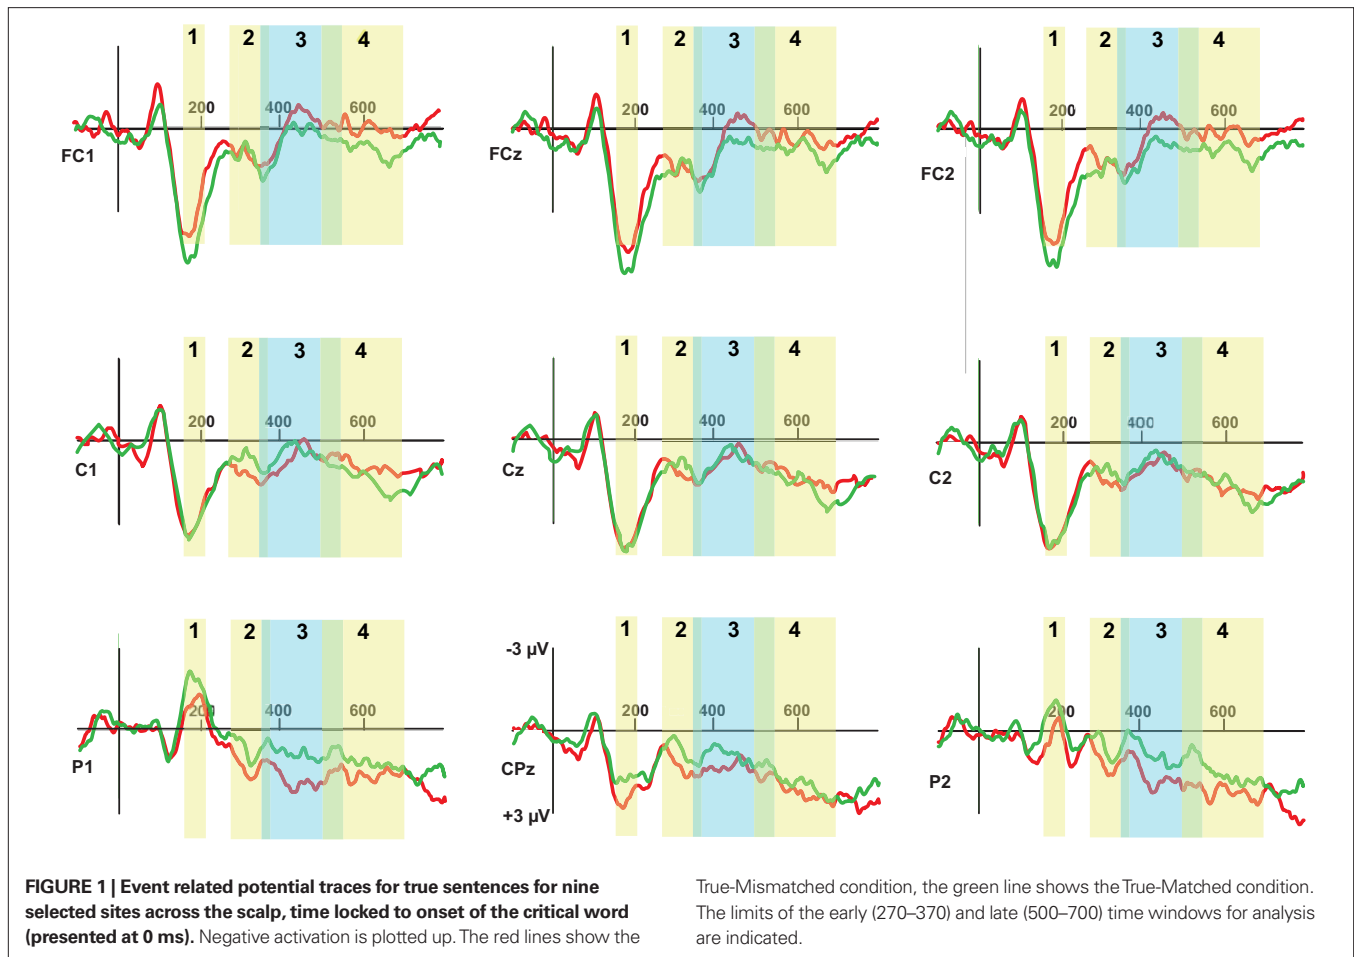 1 2 3 4
200 400 600
FC1
1 2 3 4
200 400 600
FCz
1 2 3 4
200 400 600
FC2
1 2 3 4
200 400 600
C1
1 2 3 4
200 400 600
Cz
1 2 3 4
200 400 600
C2
1 2 3 4
200 400 600
P1
1 2 3 4
-3 µV
200 400 600
CPz
+3 µV
1 2 3 4
200 400 600
P2
FIGURE 1 | Event related potential traces for true sentences for nine
selected sites across the scalp, time locked to onset of the critical word
(presented at 0 ms). Negative activation is plotted up. The red lines show the
True-Mismatched condition, the green line shows the True-Matched condition.
The limits of the early (270–370) and late (500–700) time windows for analysis
are indicated.